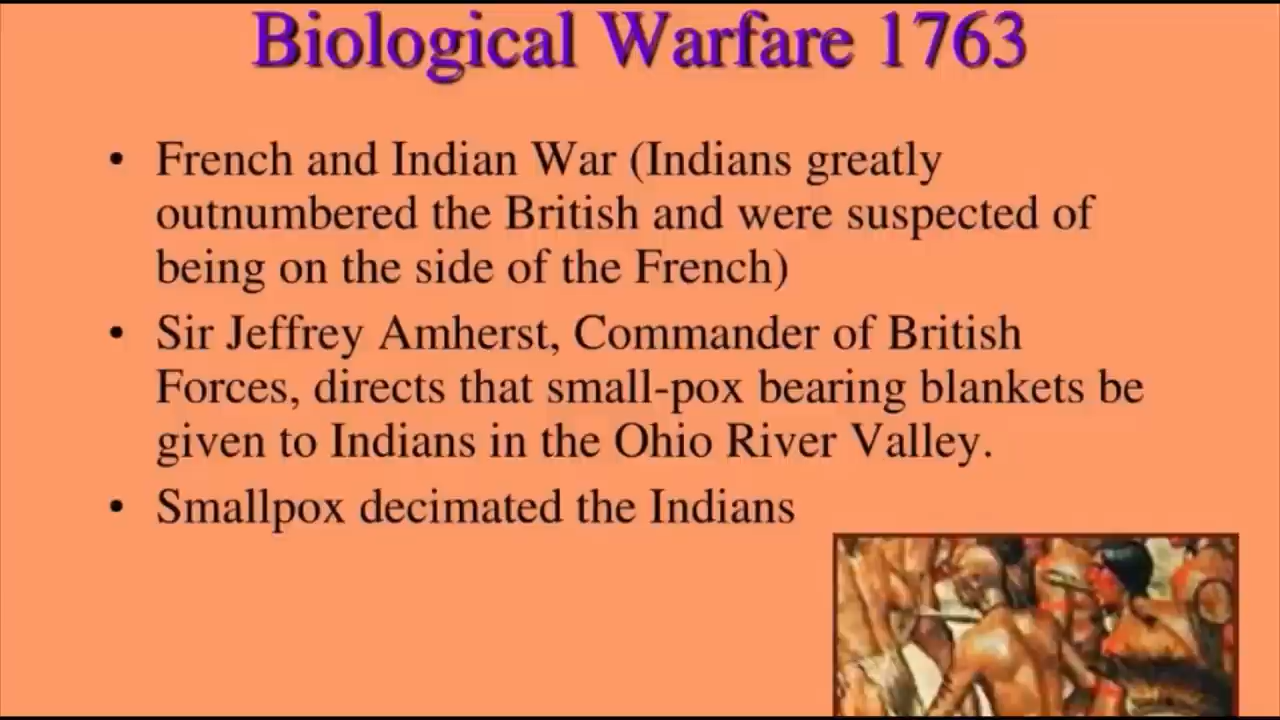 Biological Warfare 1763
• French and Indian War (Indians greatly
outnumbered the British and were suspected of
being on the side of the French)
• Sir Jeffrey Amherst, Commander of British
Forces, directs that small-pox bearing blankets be
given to Indians in the Ohio River Valley.
• Smallpox decimated the Indians